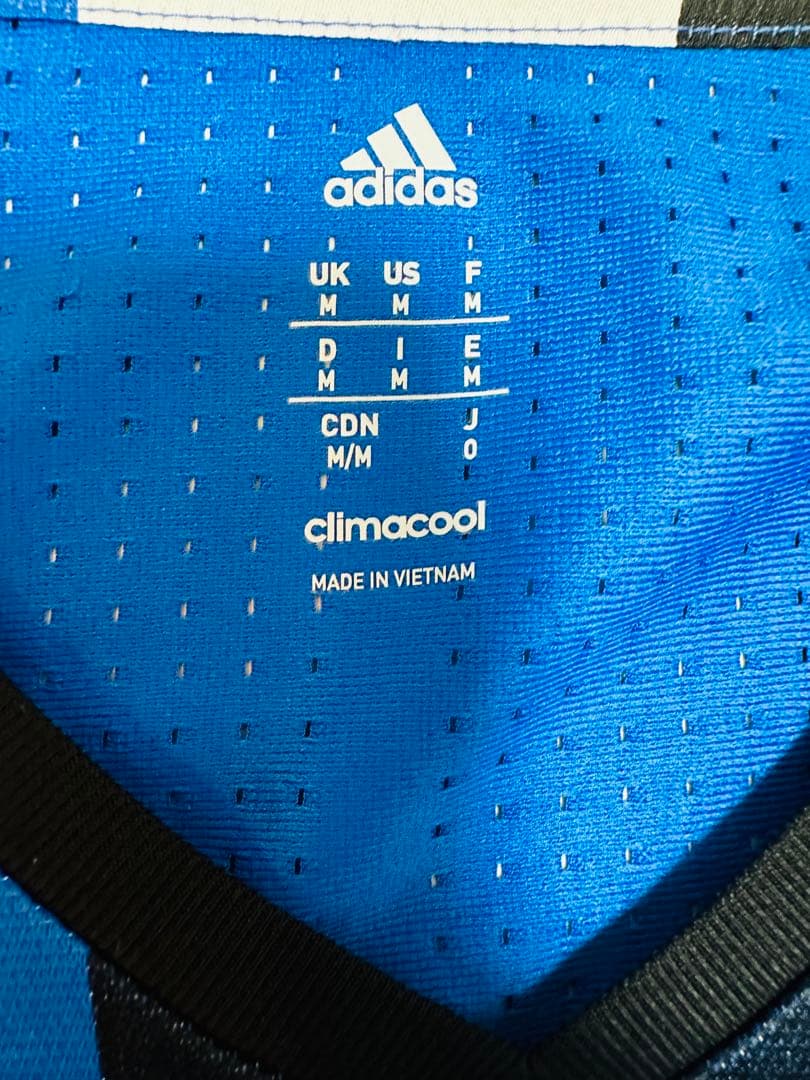 adidas
UK US F
M M M
D I E
M M M
CDN J
M/M O
climacool
MADE IN VIETNAM